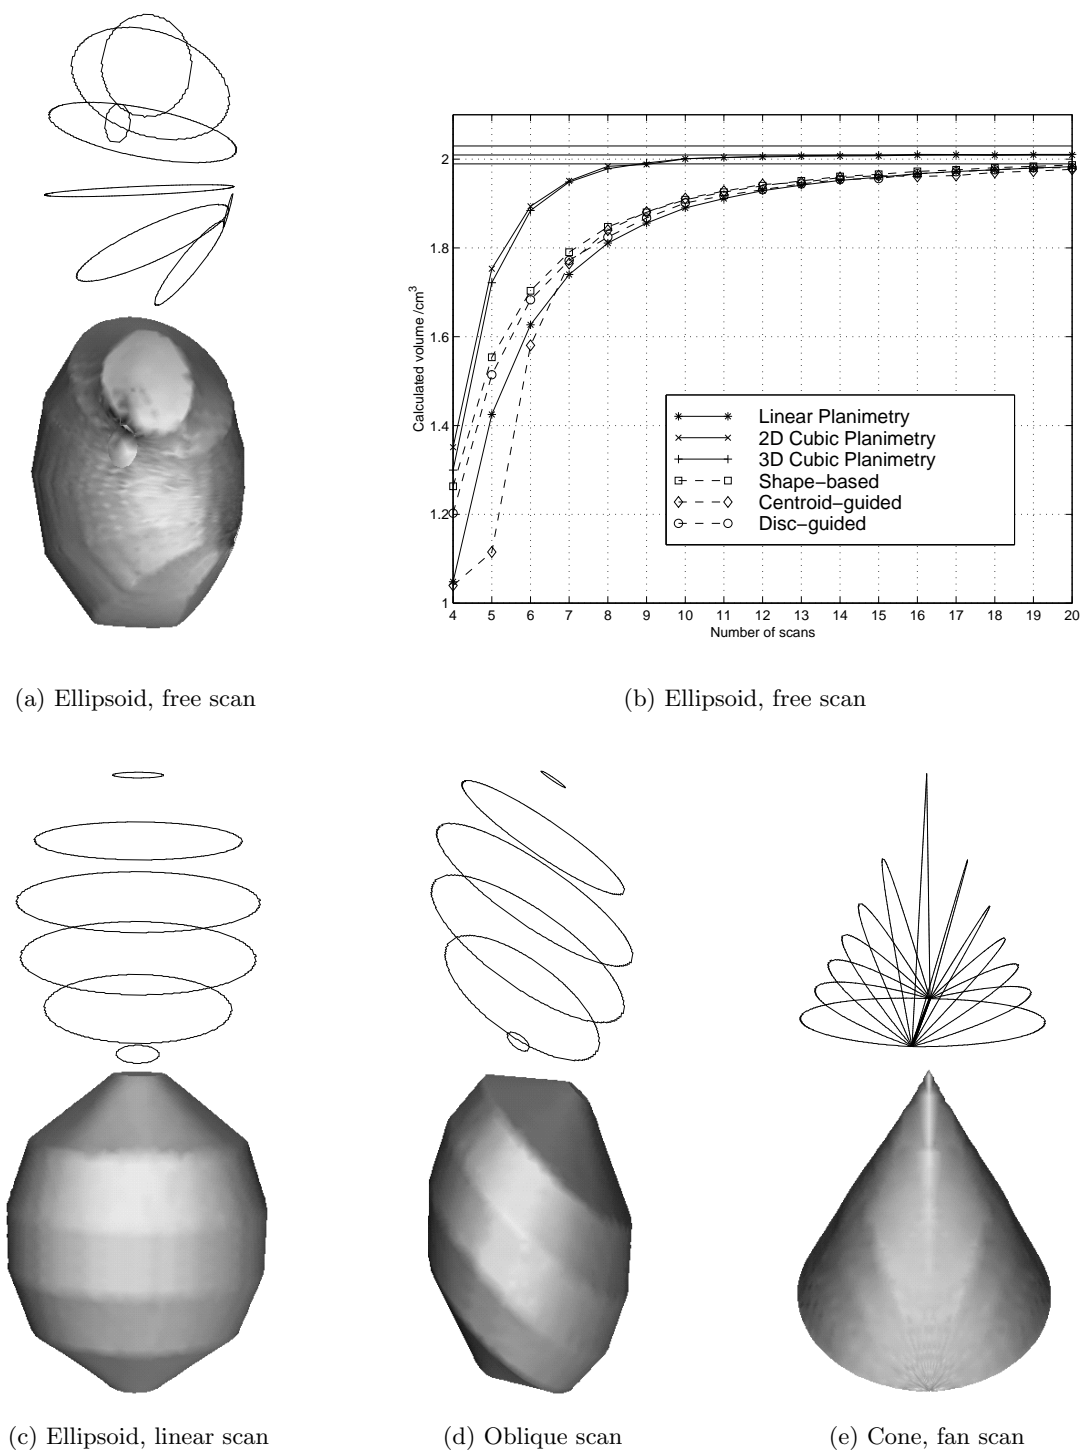 2
1.8
1.6
1.4
1.2
1
Calculated volume /cm³
Linear Planimetry
2D Cubic Planimetry
3D Cubic Planimetry
Shape−based
Centroid−guided
Disc−guided
4 5 6 7 8 9 10 11 12 13 14 15 16 17 18 19 20
Number of scans
(a) Ellipsoid, free scan
(b) Ellipsoid, free scan
(c) Ellipsoid, linear scan
(d) Oblique scan
(e) Cone, fan scan